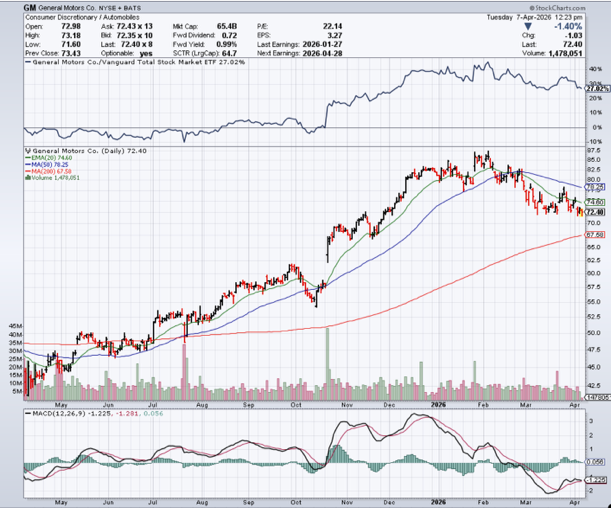 GM General Motors Co. NYSE + BATS
© StockCharts.com
Consumer Discretionary / Automobiles
Tuesday 7-Apr-2026 12:23 pm
Open: 72.98 Ask: 72.43 x 13 Mkt Cap: 65.4B P/E: 22.14 -1.40%
High: 73.18 Bid: 72.35 x 10 Fwd Dividend: 0.72 EPS: 3.27 Chg: -1.03
Low: 71.60 Last: 72.40 x 8 Fwd Yield: 0.99% Last Earnings: 2026-01-27 Last: 72.40
Prev Close: 73.43 Optionable: yes SCTR (LrgCap): 64.7 Next Earnings: 2026-04-28 Volume: 1,478,051
General Motors Co./Vanguard Total Stock Market ETF 27.02%
40%
30%
27.02%
20%
10%
0%
-10%
General Motors Co. (Daily) 72.40
EMA(20) 74.60
MA(50) 78.25
MA(200) 67.58
Volume 1,478,051
87.5
85.0
82.5
80.0
78.25
74.60
72.40
70.0
67.58
65.0
62.5
60.0
57.5
55.0
52.5
50.0
47.5
45.0
42.5
1478051
45M
40M
35M
30M
25M
20M
15M
10M
5M
May Jun Jul Aug Sep Oct Nov Dec 2026 Feb Mar Apr
MACD(12,26,9) -1.225, -1.281, 0.056
3
2
1
0.056
-1.225
-2
May Jun Jul Aug Sep Oct Nov Dec 2026 Feb Mar Apr